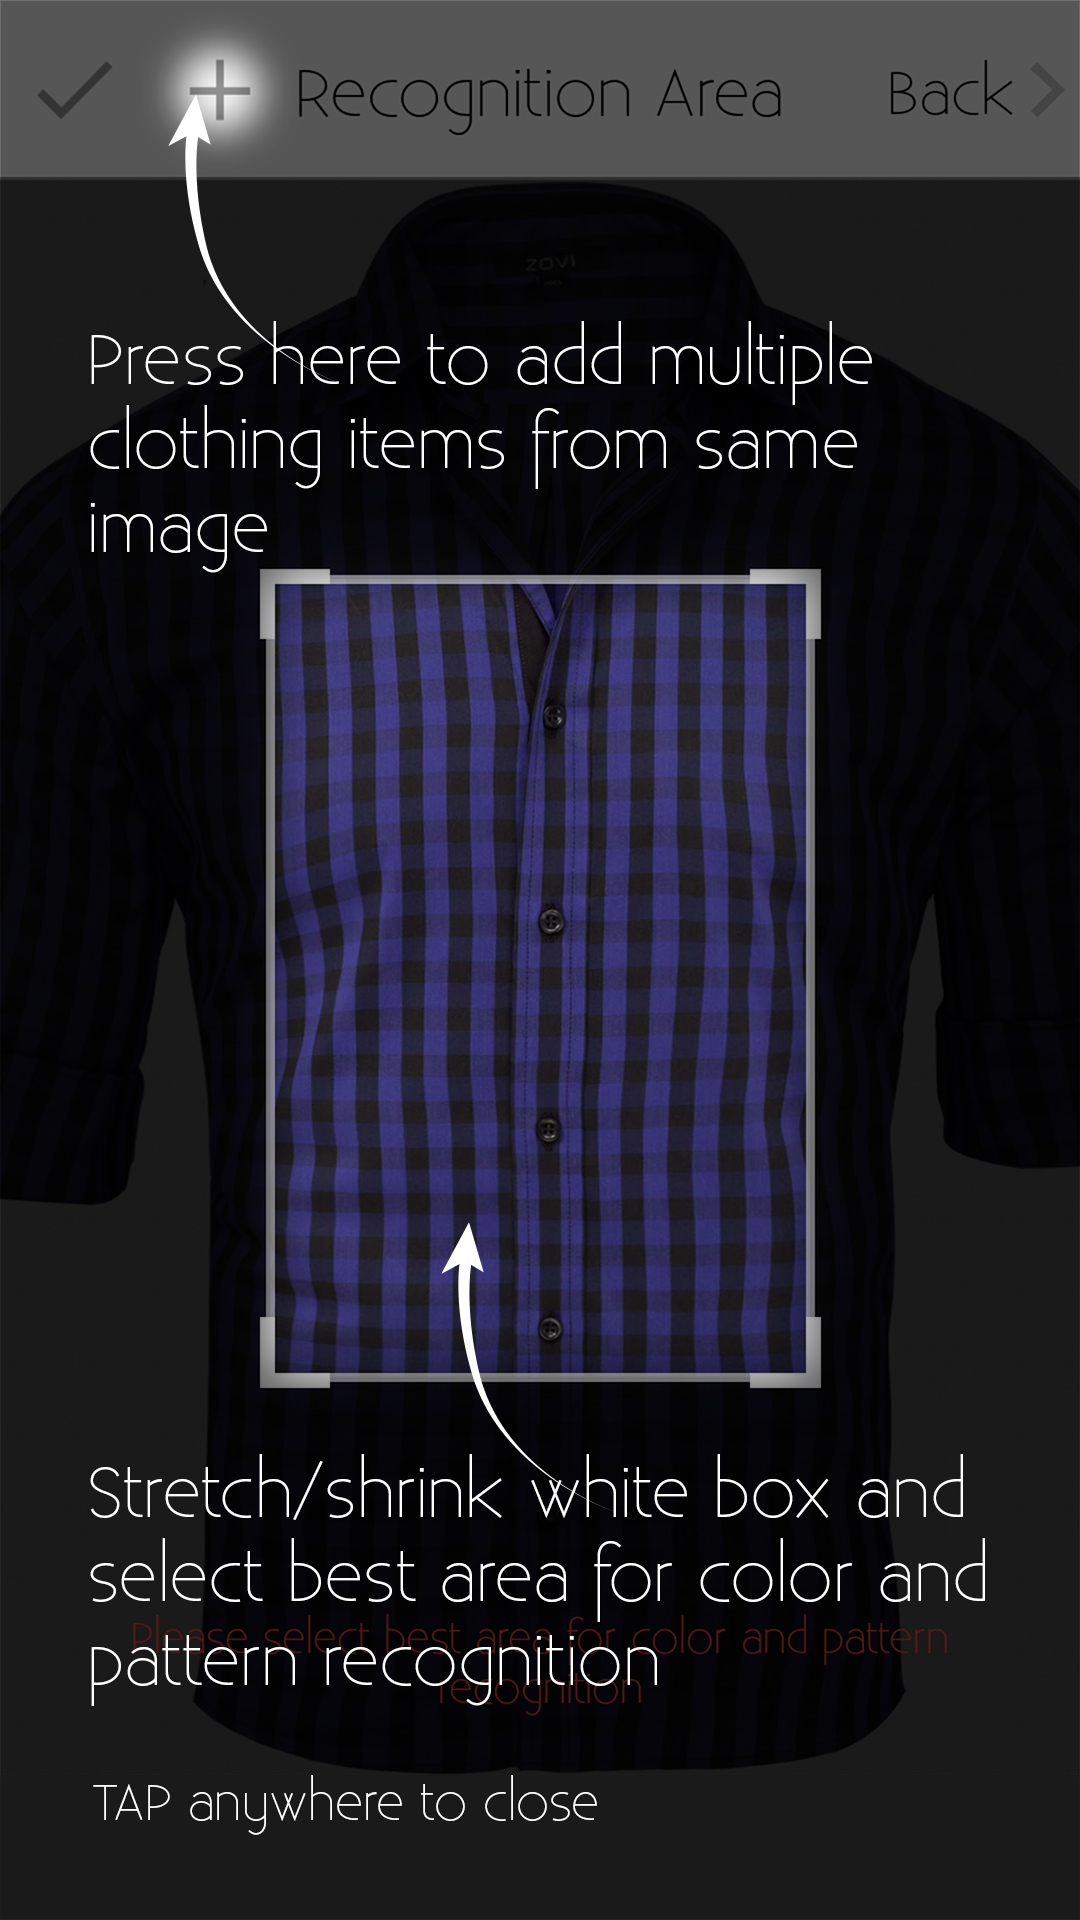 Recognition Area
Back
ZOVI
Press here to add multiple
clothing items from same
image
Stretch/shrink white box and
select best area for color and
pattern recognition
Please select best area for color and pattern
recognition
TAP anywhere to close